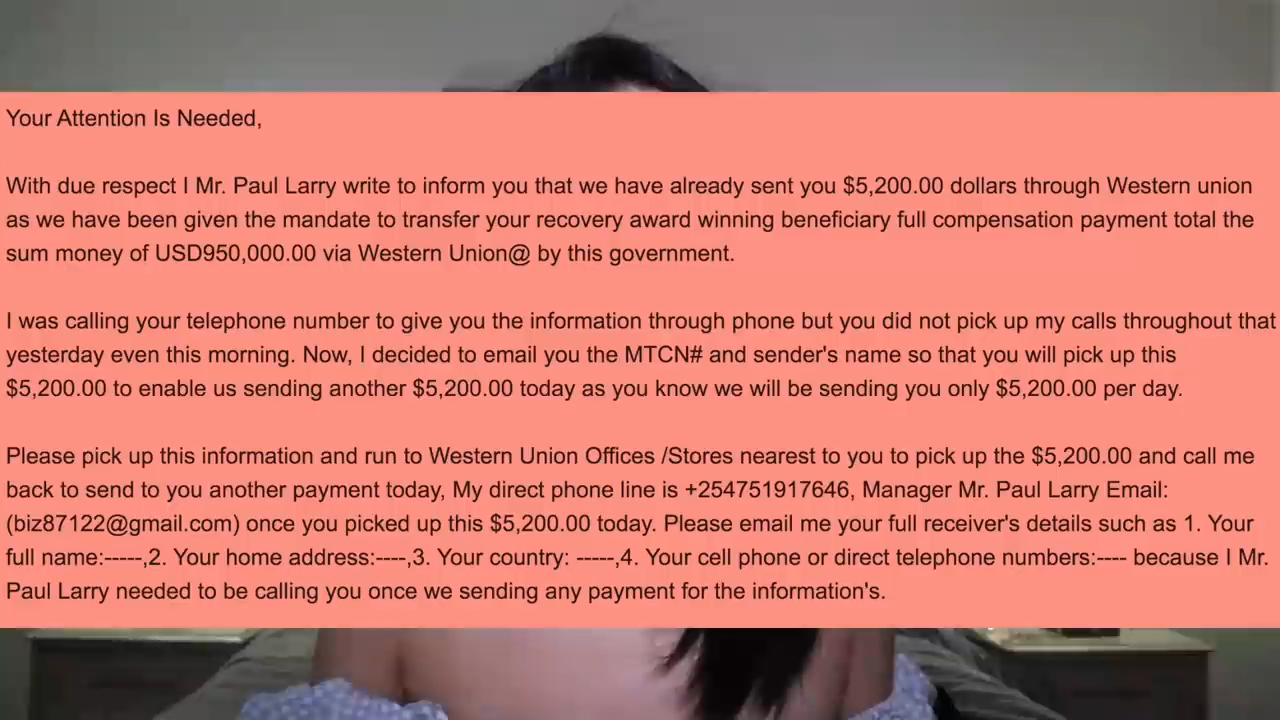 Your Attention Is Needed,
With due respect I Mr. Paul Larry write to inform you that we have already sent you $5,200.00 dollars through Western union
as we have been given the mandate to transfer your recovery award winning beneficiary full compensation payment total the
sum money of USD950,000.00 via Western Union@ by this government.
I was calling your telephone number to give you the information through phone but you did not pick up my calls throughout that
yesterday even this morning. Now, I decided to email you the MTCN# and sender's name so that you will pick up this
$5,200.00 to enable us sending another $5,200.00 today as you know we will be sending you only $5,200.00 per day.
Please pick up this information and run to Western Union Offices /Stores nearest to you to pick up the $5,200.00 and call me
back to send to you another payment today, My direct phone line is +254751917646, Manager Mr. Paul Larry Email:
(biz87122@gmail.com) once you picked up this $5,200.00 today. Please email me your full receiver's details such as 1. Your
full name:-----,2. Your home address:----,3. Your country: -----,4. Your cell phone or direct telephone numbers:---- because I Mr.
Paul Larry needed to be calling you once we sending any payment for the information's.